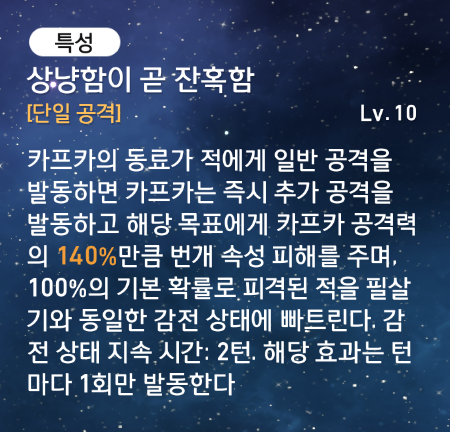 특성
상냥함이 곧 잔혹함
[단일 공격] Lv.10
카프카의 동료가 적에게 일반 공격을
발동하면 카프카는 즉시 추가 공격을
발동하고 해당 목표에게 카프카 공격력
의 140%만큼 번개 속성 피해를 주며,
100%의 기본 확률로 피격된 적을 필살
기와 동일한 감전 상태에 빠트린다. 감
전 상태 지속 시간: 2턴. 해당 효과는 턴
마다 1회만 발동한다